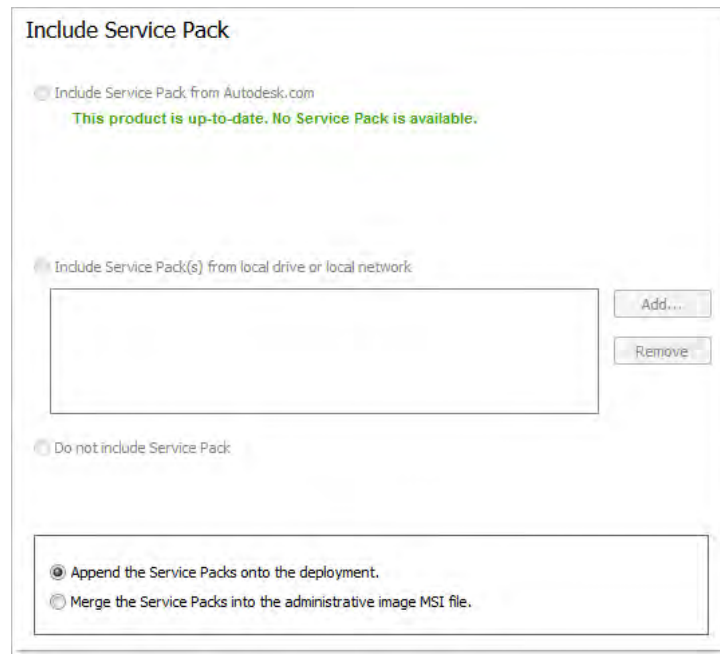 Include Service Pack
Include Service Pack from Autodesk.com
This product is up-to-date. No Service Pack is available.
Include Service Pack(s) from local drive or local network
Add...
Remove
Do not include Service Pack
Append the Service Packs onto the deployment.
Merge the Service Packs into the administrative image MSI file.